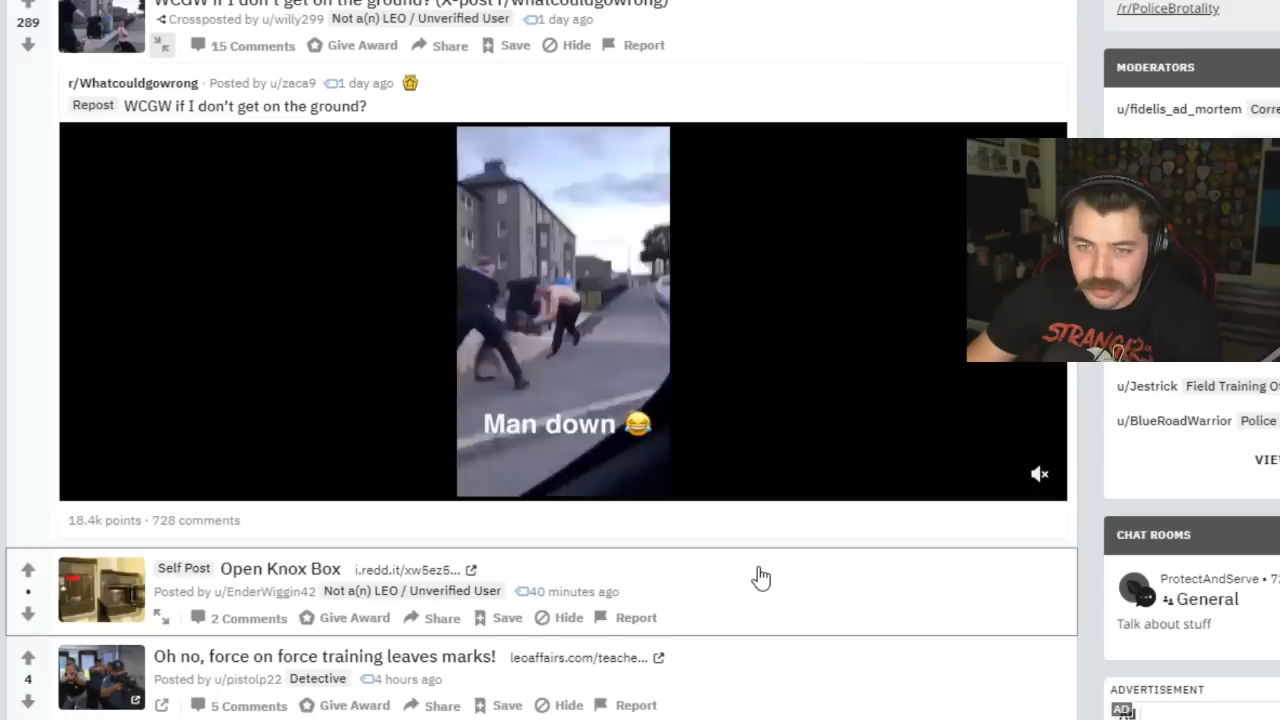 WCGW if I don't get on the ground? (X-post r/whatcouldgowrong)
289
Crossposted by u/willy299 Not a(n) LEO / Unverified User 1 day ago
15 Comments Give Award Share Save Hide Report
r/Whatcouldgowrong · Posted by u/zaca9 1 day ago
Repost WCGW if I don't get on the ground?
Man down 😂
18.4k points · 728 comments
Self Post Open Knox Box i.redd.it/xw5ez5...
Posted by u/EnderWiggin42 Not a(n) LEO / Unverified User 40 minutes ago
2 Comments Give Award Share Save Hide Report
Oh no, force on force training leaves marks! leoaffairs.com/teache...
4
Posted by u/pistolp22 Detective 4 hours ago
5 Comments Give Award Share Save Hide Report
/r/PoliceBrotality
MODERATORS
u/fidelis_ad_mortem Corre
u/Jestrick Field Training O
u/BlueRoadWarrior Police
VIE
CHAT ROOMS
ProtectAndServe • 7
General
Talk about stuff
ADVERTISEMENT
AD